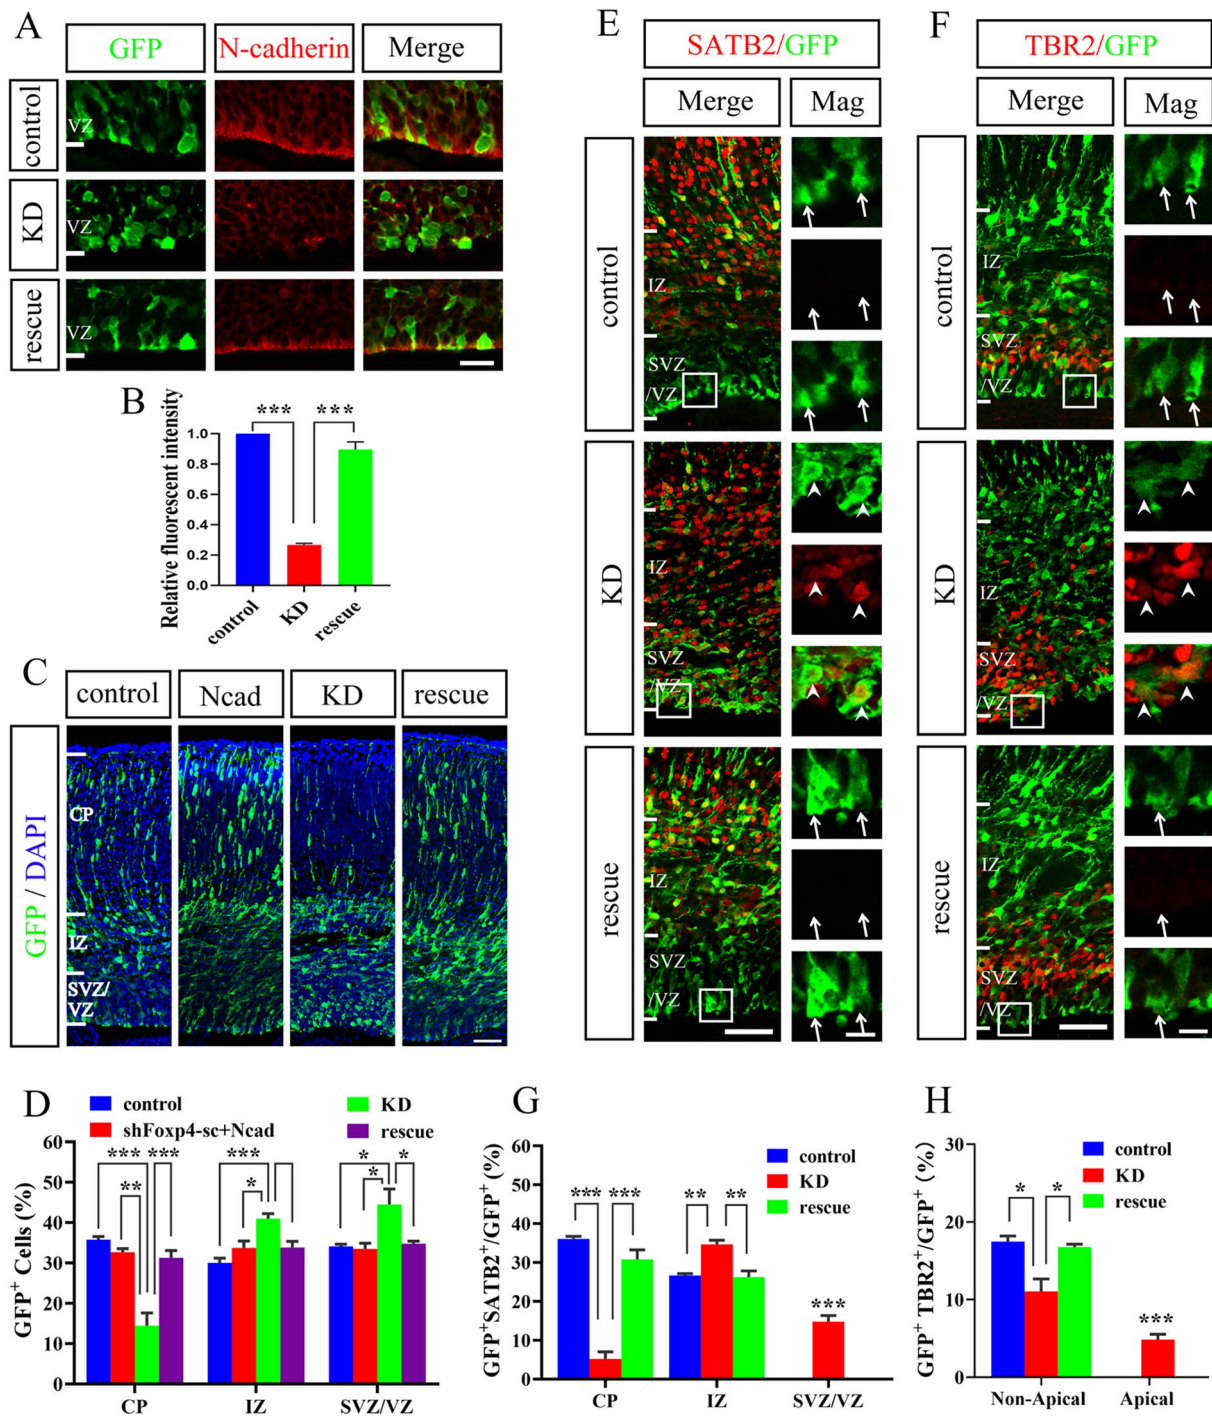 A
GFP N-cadherin Merge
control VZ
KD VZ
rescue VZ
B
Relative fluorescent intensity
*** ***
1.0
0.8
0.6
0.4
0.2
0.0
control KD rescue
C
control Ncad KD rescue
GFP / DAPI
CP
IZ
SVZ/
VZ
D
control KD
shFoxp4-sc+Ncad rescue
GFP+ Cells (%)
60
50
40
30
20
10
0
*** *** **
*** *
* * *
CP IZ SVZ/VZ
E
SATB2/GFP
Merge Mag
control
IZ
SVZ
/VZ
KD
IZ
SVZ
/VZ
rescue
IZ
SVZ
/VZ
F
TBR2/GFP
Merge Mag
control
IZ
SVZ
/VZ
KD
IZ
SVZ
/VZ
rescue
IZ
SVZ
/VZ
G
GFP+SATB2+/GFP+ (%)
60
50
40
30
20
10
0
control
KD
rescue
*** ***
** **
***
CP IZ SVZ/VZ
H
GFP+ TBR2+/GFP+ (%)
30
20
10
0
control
KD
rescue
* *
***
Non-Apical Apical